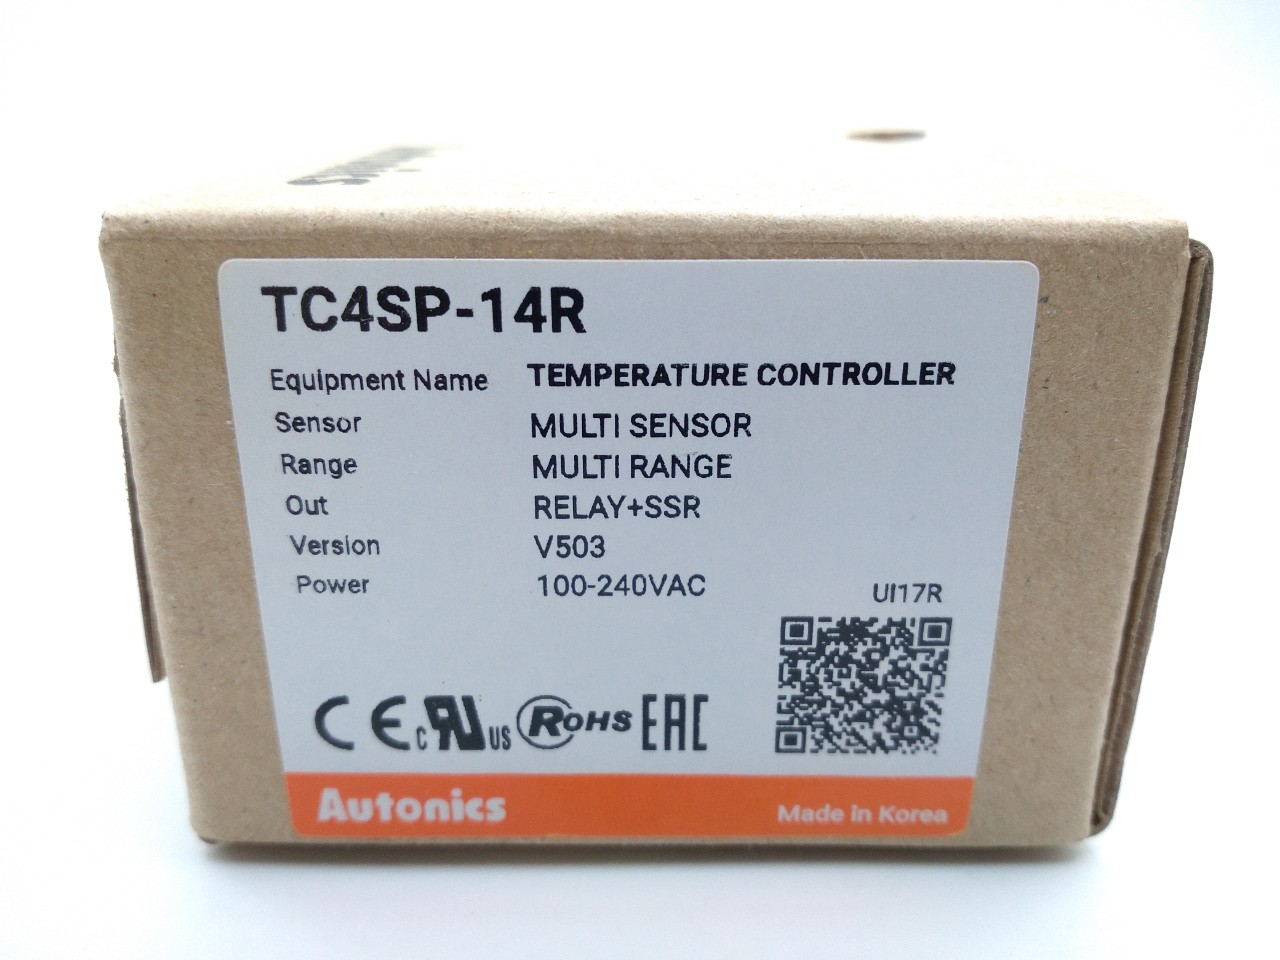 TC4SP-14R
Equipment Name TEMPERATURE CONTROLLER
Sensor MULTI SENSOR
Range MULTI RANGE
Out RELAY+SSR
Version V503
Power 100-240VAC
UI17R
CE c RU US RoHS EAC
Autonics Made in Korea